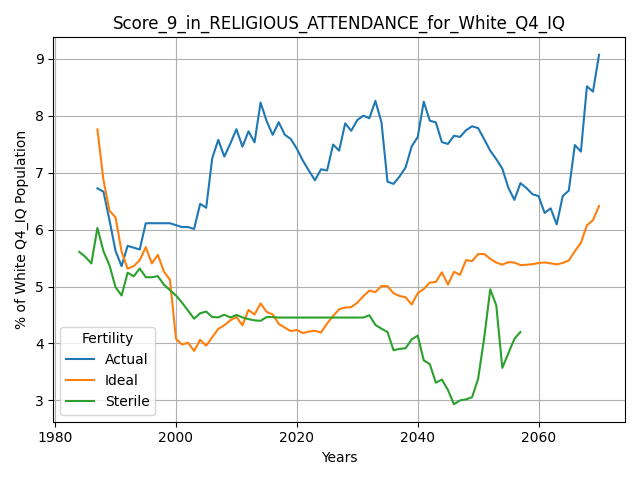 Score_9_in_RELIGIOUS_ATTENDANCE_for_White_Q4_IQ
% of White Q4_IQ Population
9
8
7
6
5
4
3
Fertility
Actual
Ideal
Sterile
1980 2000 2020 2040 2060
Years